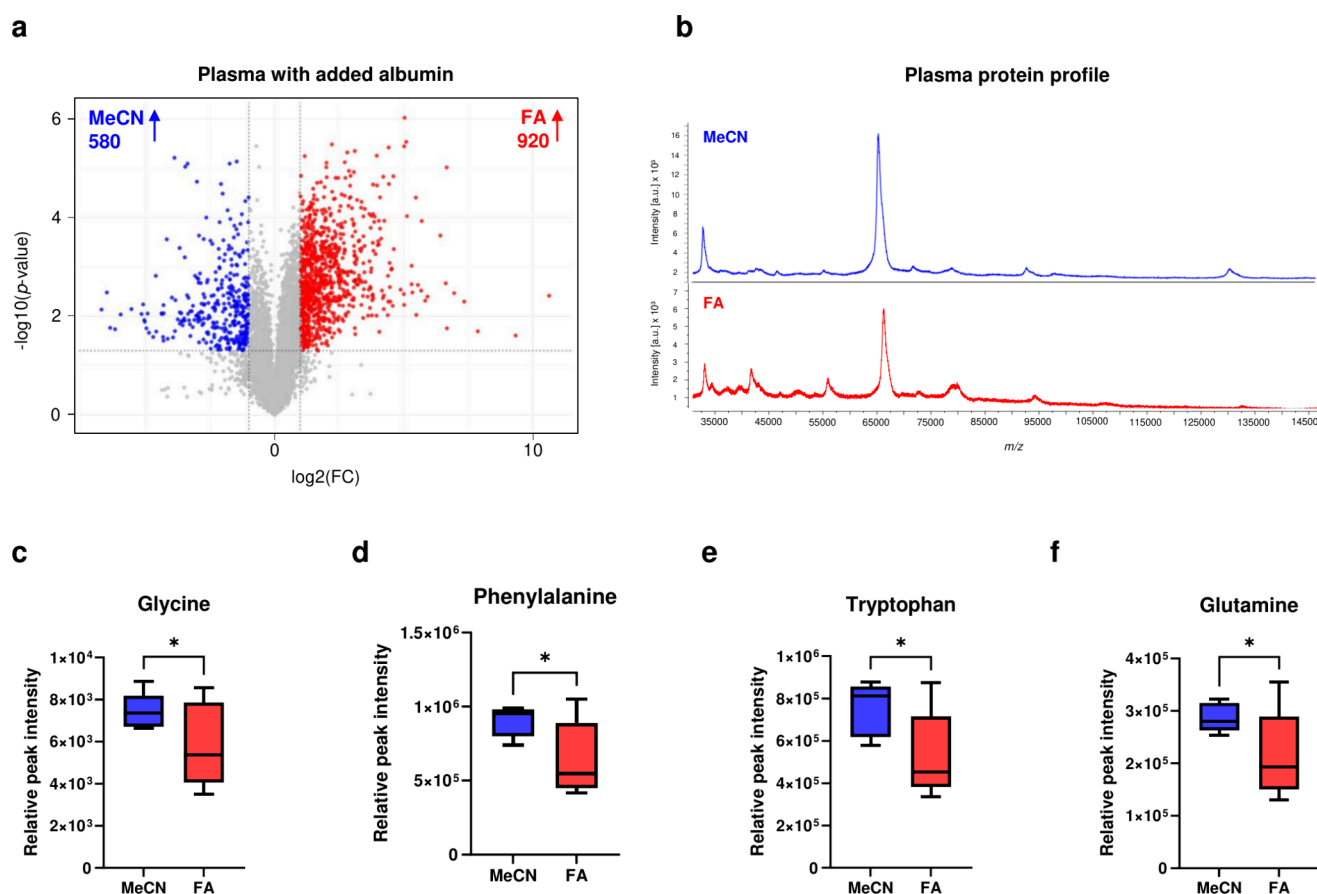 a
Plasma with added albumin
MeCN
580
FA
920
6
4
2
0
0
10
-log10(p-value)
log2(FC)
b
Plasma protein profile
MeCN
Intensity [a.u.] x 10³
16
14
12
10
8
6
4
2
FA
Intensity [a.u.] x 10³
7
6
5
4
3
2
1
35000 45000 55000 65000 75000 85000 95000 105000 115000 125000 135000 145000
m/z
c
Glycine
*
Relative peak intensity
1×10⁴
8×10³
6×10³
4×10³
2×10³
0
MeCN FA
d
Phenylalanine
*
Relative peak intensity
1.5×10⁶
1×10⁶
5×10⁵
0
MeCN FA
e
Tryptophan
*
Relative peak intensity
1×10⁶
8×10⁵
6×10⁵
4×10⁵
2×10⁵
0
MeCN FA
f
Glutamine
*
Relative peak intensity
4×10⁵
3×10⁵
2×10⁵
1×10⁵
0
MeCN FA